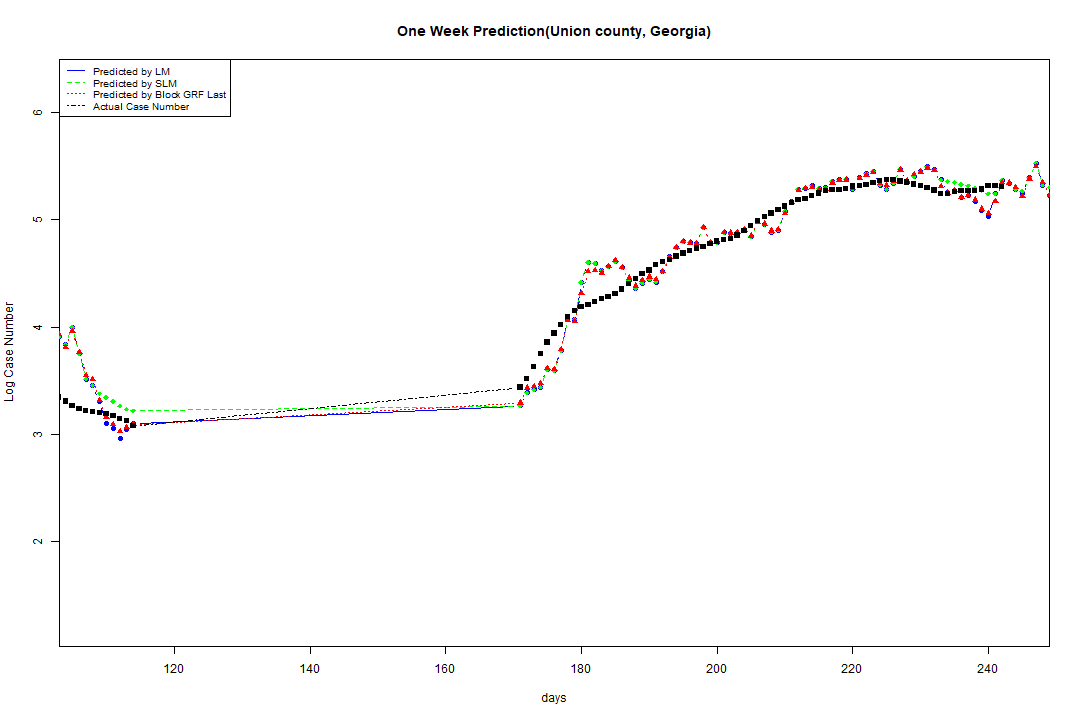 One Week Prediction(Union county, Georgia)
Predicted by LM
Predicted by SLM
Predicted by Block GRF Last
Actual Case Number
6
5
4
3
2
Log Case Number
120 140 160 180 200 220 240
days